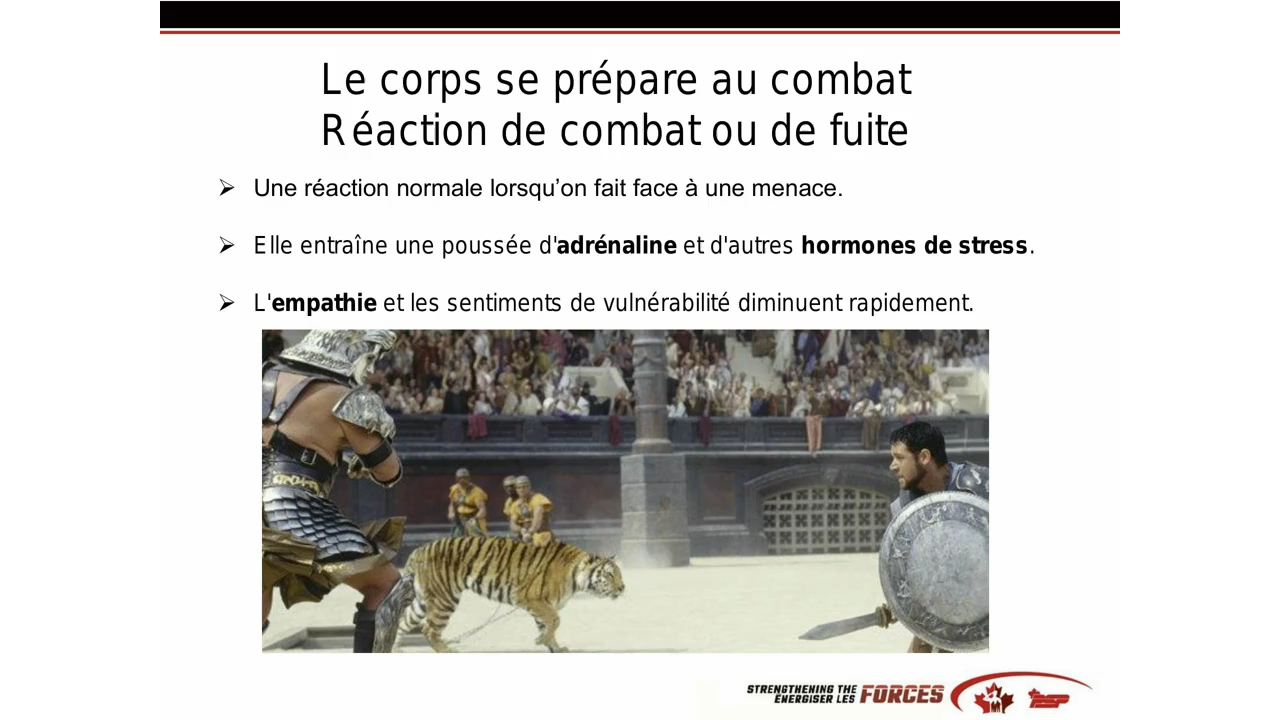 Le corps se prépare au combat
Réaction de combat ou de fuite
Une réaction normale lorsqu’on fait face à une menace.
Elle entraîne une poussée d'adrénaline et d'autres hormones de stress.
L'empathie et les sentiments de vulnérabilité diminuent rapidement.
STRENGTHENING THE
ÉNERGISER LES FORCES
PSP